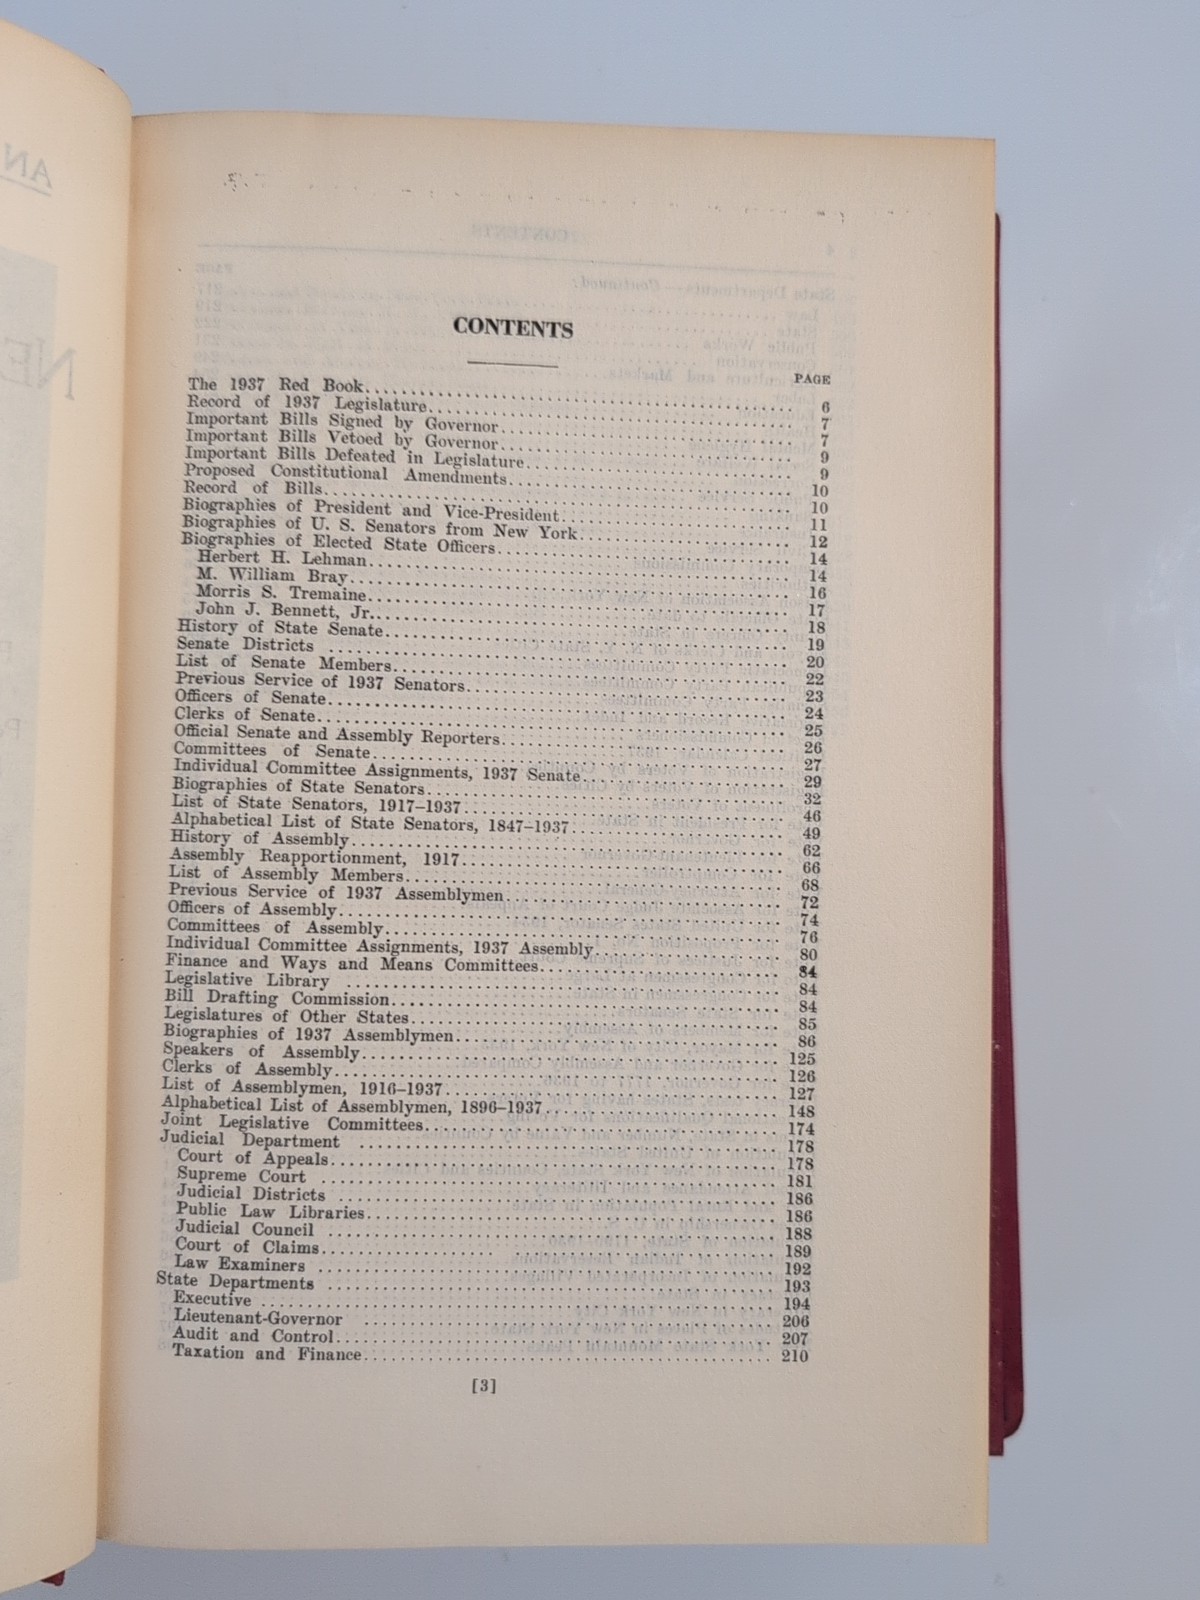 CONTENTS
PAGE
The 1937 Red Book.......... 6
Record of 1937 Legislature.......... 7
Important Bills Signed by Governor.......... 7
Important Bills Vetoed by Governor.......... 9
Important Bills Defeated in Legislature.......... 9
Proposed Constitutional Amendments.......... 10
Record of Bills.......... 10
Biographies of President and Vice-President.......... 11
Biographies of U. S. Senators from New York.......... 12
Biographies of Elected State Officers.......... 14
Herbert H. Lehman.......... 14
M. William Bray.......... 16
Morris S. Tremaine.......... 17
John J. Bennett, Jr........... 18
History of State Senate.......... 19
Senate Districts .......... 20
List of Senate Members.......... 22
Previous Service of 1937 Senators.......... 23
Officers of Senate.......... 24
Clerks of Senate.......... 25
Official Senate and Assembly Reporters.......... 26
Committees of Senate.......... 27
Individual Committee Assignments, 1937 Senate.......... 29
Biographies of State Senators.......... 32
List of State Senators, 1917–1937.......... 46
Alphabetical List of State Senators, 1847–1937.......... 49
History of Assembly.......... 62
Assembly Reapportionment, 1917.......... 66
List of Assembly Members.......... 68
Previous Service of 1937 Assemblymen.......... 72
Officers of Assembly.......... 74
Committees of Assembly.......... 76
Individual Committee Assignments, 1937 Assembly.......... 80
Finance and Ways and Means Committees.......... 84
Legislative Library .......... 84
Bill Drafting Commission.......... 84
Legislatures of Other States.......... 85
Biographies of 1937 Assemblymen.......... 86
Speakers of Assembly.......... 125
Clerks of Assembly.......... 126
List of Assemblymen, 1916–1937.......... 127
Alphabetical List of Assemblymen, 1896–1937.......... 148
Joint Legislative Committees.......... 174
Judicial Department .......... 178
Court of Appeals.......... 178
Supreme Court .......... 181
Judicial Districts .......... 186
Public Law Libraries.......... 186
Judicial Council .......... 188
Court of Claims.......... 189
Law Examiners .......... 192
State Departments .......... 193
Executive .......... 194
Lieutenant-Governor .......... 206
Audit and Control.......... 207
Taxation and Finance.......... 210
[3]